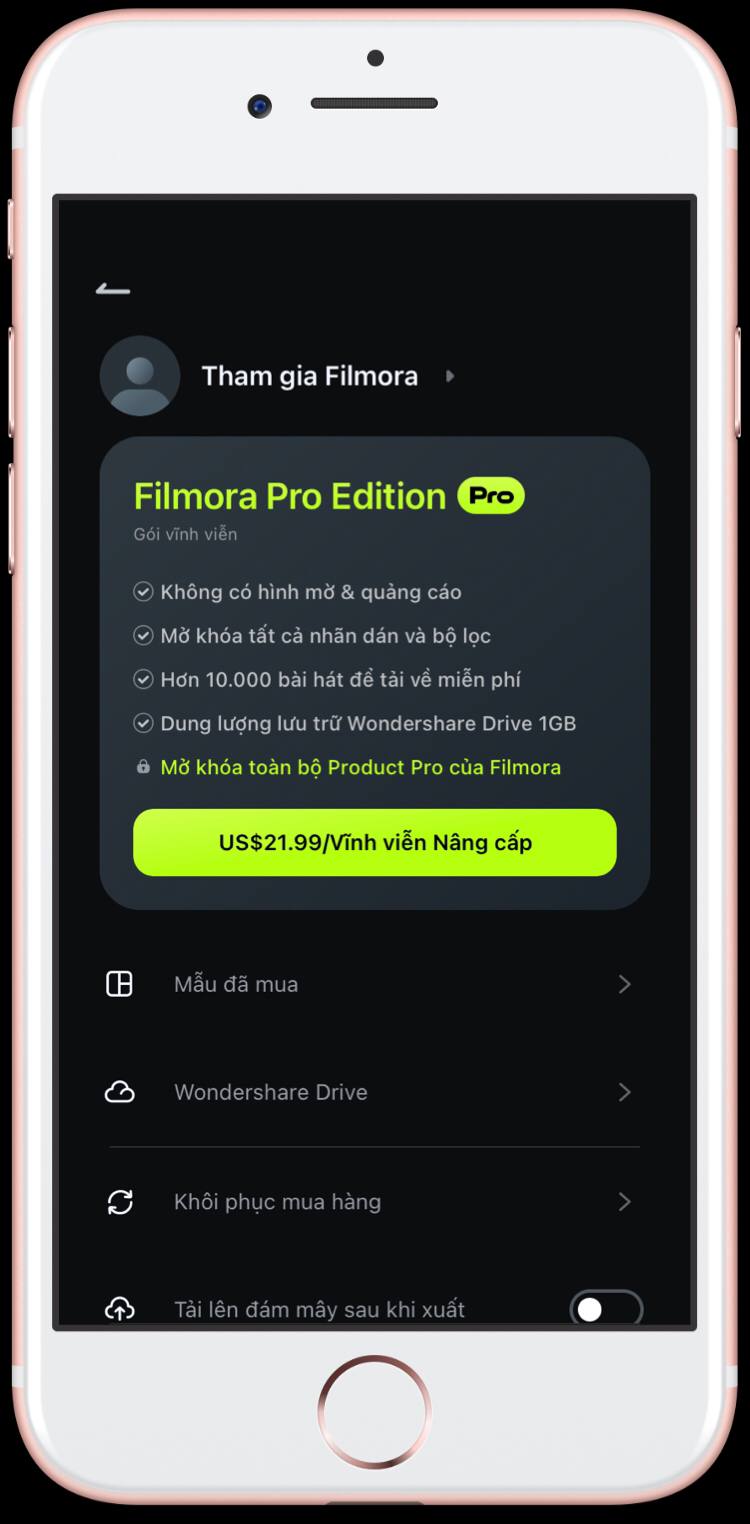 Tham gia Filmora
Filmora Pro Edition Pro
Gói vĩnh viễn
Không có hình mờ & quảng cáo
Mở khóa tất cả nhãn dán và bộ lọc
Hơn 10.000 bài hát để tải về miễn phí
Dung lượng lưu trữ Wondershare Drive 1GB
Mở khóa toàn bộ Product Pro của Filmora
US$21.99/Vĩnh viễn Nâng cấp
Mẫu đã mua
Wondershare Drive
Khôi phục mua hàng
Tải lên đám mây sau khi xuất